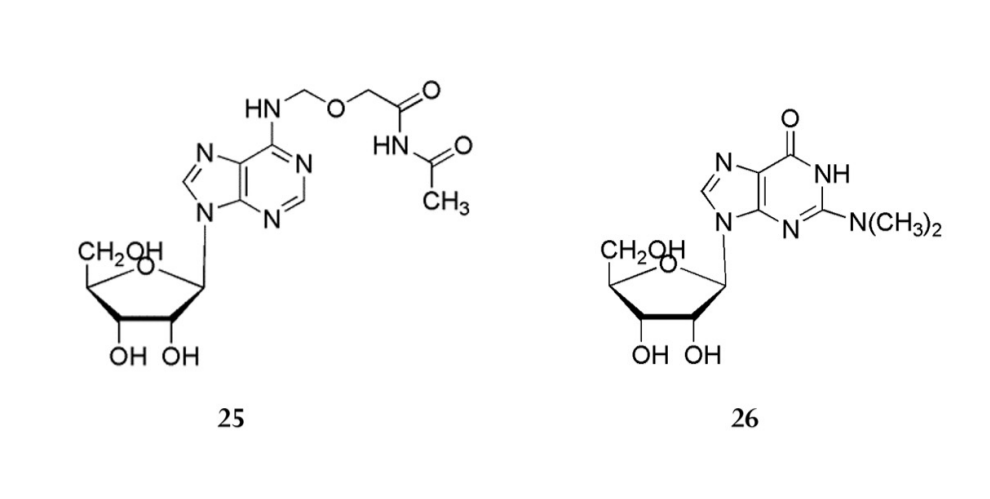 HN O O
HN O
CH₃
N N
N N
CH₂OH
O
OH OH
25
O
N NH
N N N(CH₃)₂
CH₂OH
O
OH OH
26